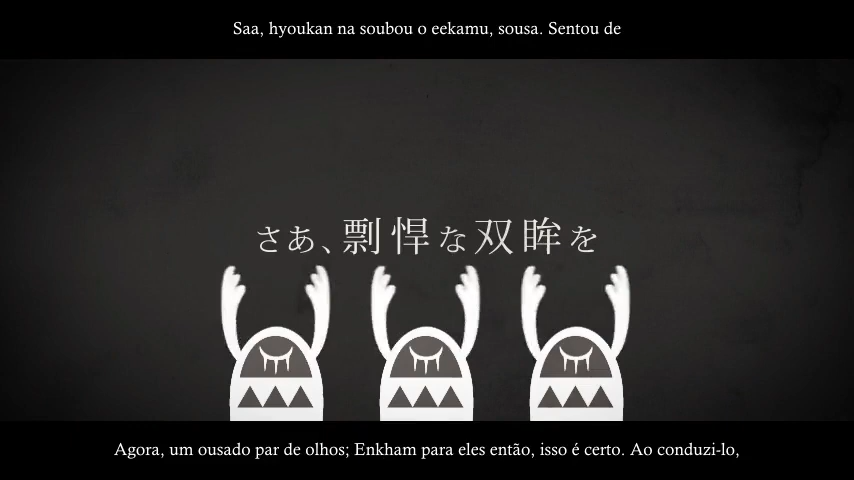 Saa, hyoukan na soubou o eekamu, sousa. Sentou de
さあ、剽悍な双眸を
Agora, um ousado par de olhos; Enkham para eles então, isso é certo. Ao conduzi-lo,